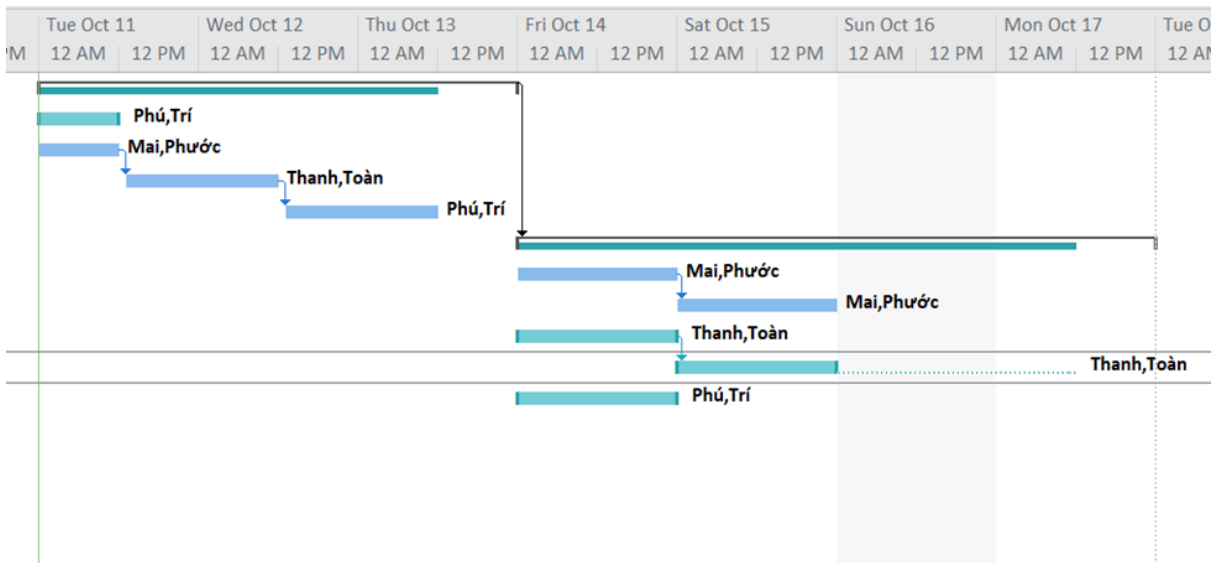 Tue Oct 11 Wed Oct 12 Thu Oct 13 Fri Oct 14 Sat Oct 15 Sun Oct 16 Mon Oct 17 Tue O
PM 12 AM 12 PM 12 AM 12 PM 12 AM 12 PM 12 AM 12 PM 12 AM 12 PM 12 AM 12 PM 12 AM 12 PM 12 AM
Phú,Trí
Mai,Phước
Thanh,Toàn
Phú,Trí
Mai,Phước
Mai,Phước
Thanh,Toàn
Thanh,Toàn
Phú,Trí